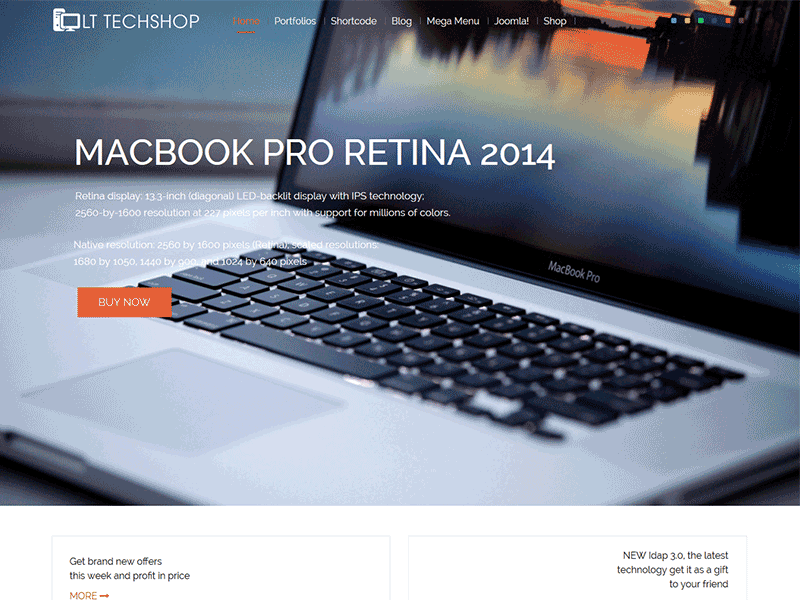 LT TECHSHOP
Home Portfolios Shortcode Blog Mega Menu Joomla! Shop
MACBOOK PRO RETINA 2014
Retina display: 13.3-inch (diagonal) LED-backlit display with IPS technology;
2560-by-1600 resolution at 227 pixels per inch with support for millions of colors.
Native resolution: 2560 by 1600 pixels (Retina); scaled resolutions:
1680 by 1050, 1440 by 900, and 1024 by 640 pixels
MacBook Pro
BUY NOW
Get brand new offers
this week and profit in price
MORE
NEW Idap 3.0, the latest
technology get it as a gift
to your friend